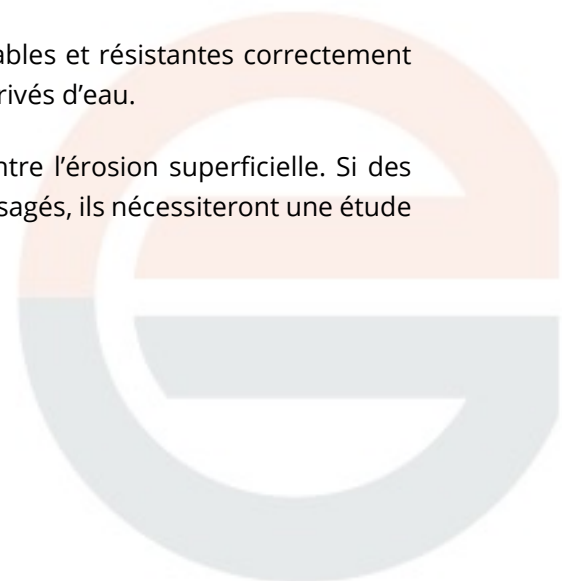 ables et résistantes correctement
rivés d’eau.
ntre l’érosion superficielle. Si des
sagés, ils nécessiteront une étude